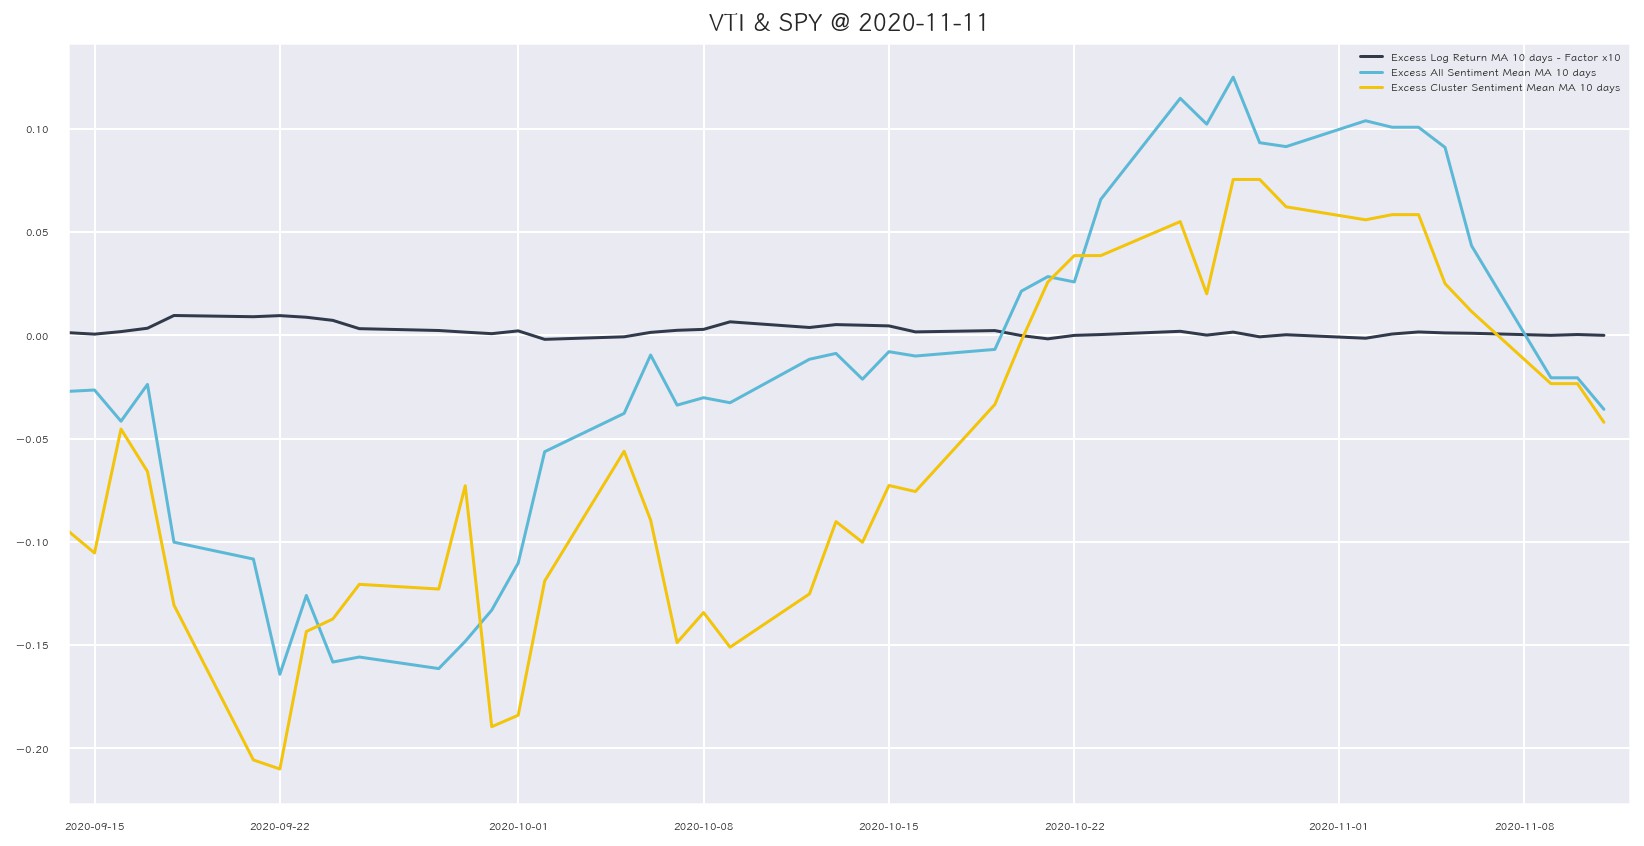 VTI & SPY @ 2020-11-11
Excess Log Return MA 10 days - Factor x10
Excess All Sentiment Mean MA 10 days
Excess Cluster Sentiment Mean MA 10 days
0.10
0.05
0.00
−0.05
−0.10
−0.15
−0.20
2020-09-15 2020-09-22 2020-10-01 2020-10-08 2020-10-15 2020-10-22 2020-11-01 2020-11-08